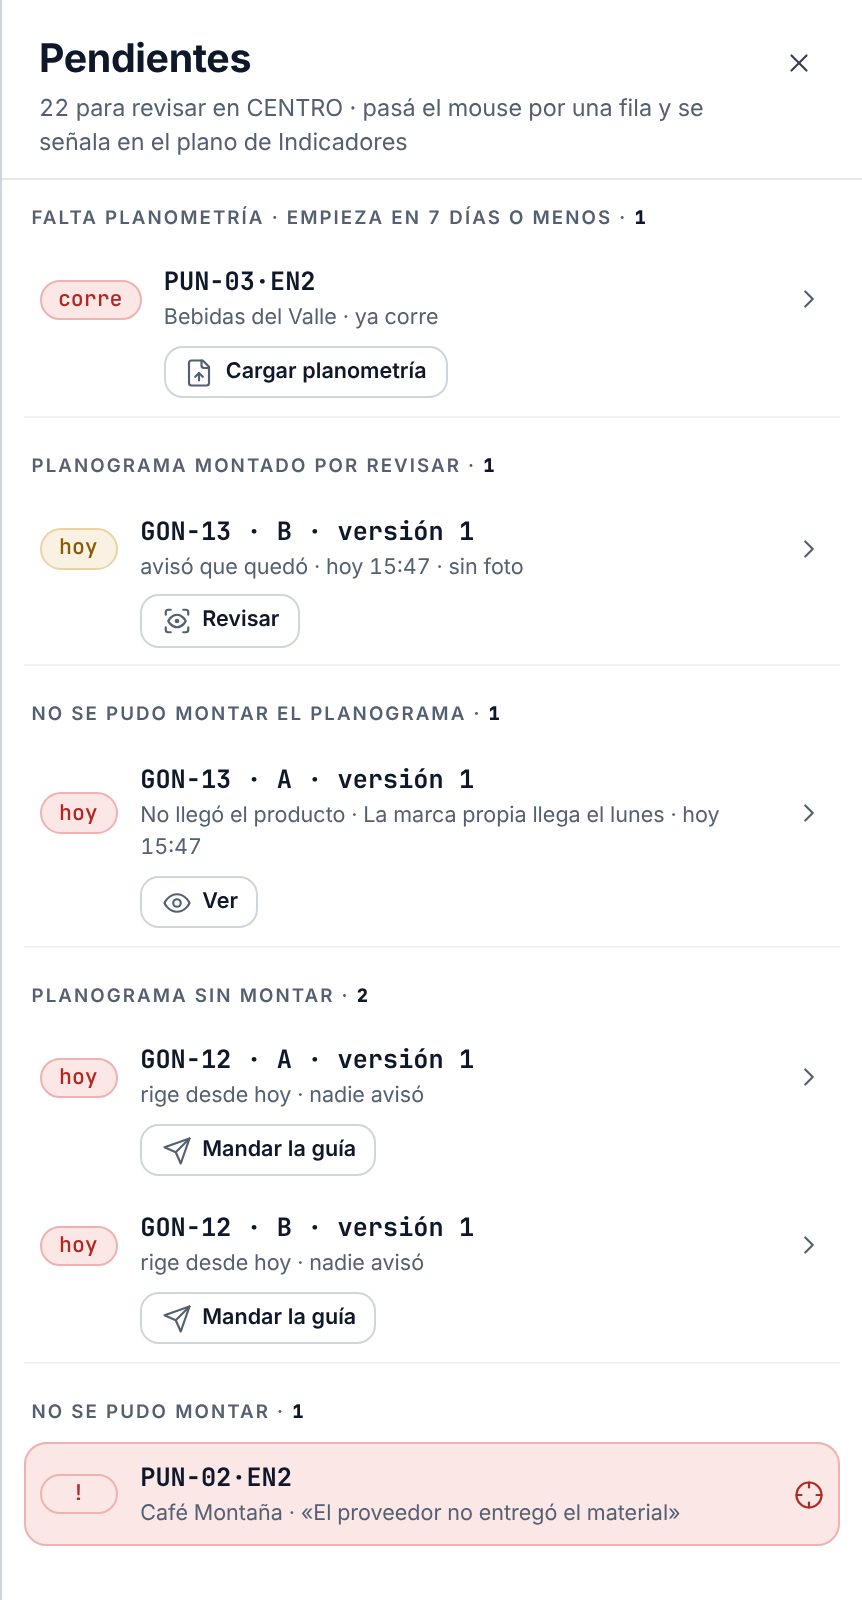 Pendientes
22 para revisar en CENTRO · pasá el mouse por una fila y se
señala en el plano de Indicadores
FALTA PLANOMETRÍA · EMPIEZA EN 7 DÍAS O MENOS · 1
corre
PUN-03·EN2
Bebidas del Valle · ya corre
Cargar planometría
PLANOGRAMA MONTADO POR REVISAR · 1
hoy
GON-13 · B · versión 1
avisó que quedó · hoy 15:47 · sin foto
Revisar
NO SE PUDO MONTAR EL PLANOGRAMA · 1
hoy
GON-13 · A · versión 1
No llegó el producto · La marca propia llega el lunes · hoy
15:47
Ver
PLANOGRAMA SIN MONTAR · 2
hoy
GON-12 · A · versión 1
rige desde hoy · nadie avisó
Mandar la guía
hoy
GON-12 · B · versión 1
rige desde hoy · nadie avisó
Mandar la guía
NO SE PUDO MONTAR · 1
!
PUN-02·EN2
Café Montaña · «El proveedor no entregó el material»